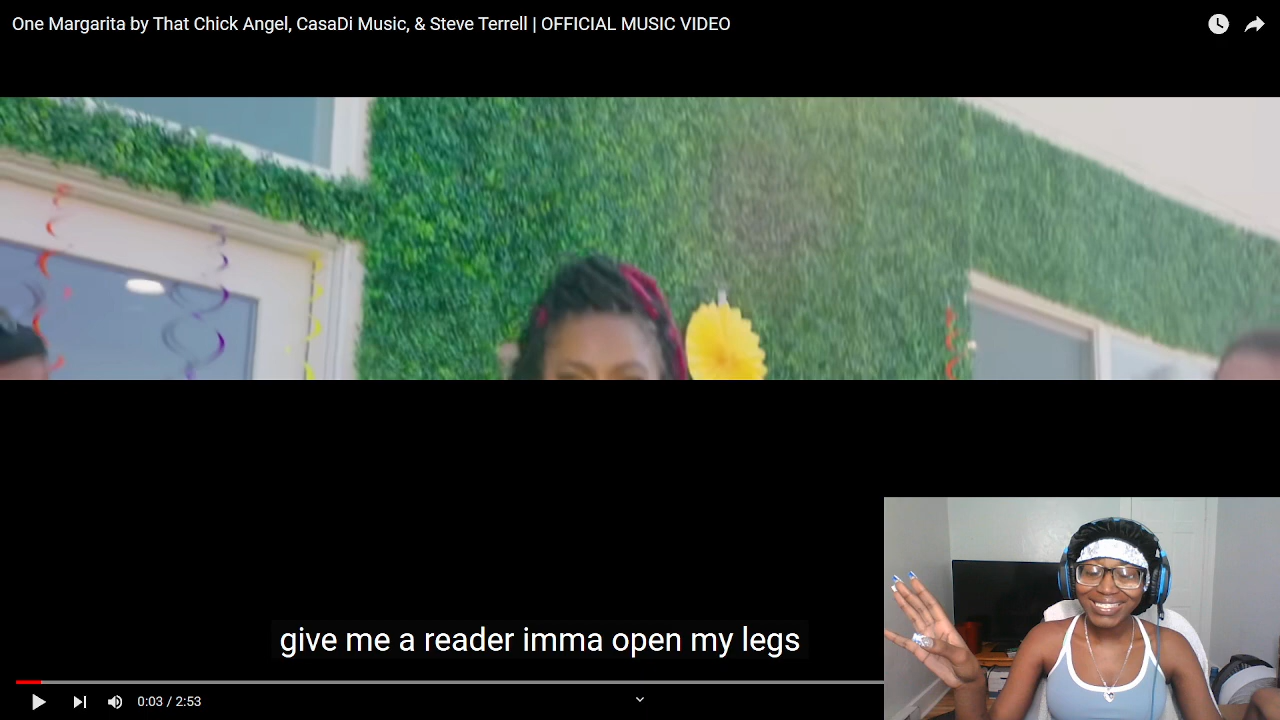 One Margarita by That Chick Angel, CasaDi Music, & Steve Terrell | OFFICIAL MUSIC VIDEO
give me a reader imma open my legs
0:03 / 2:53